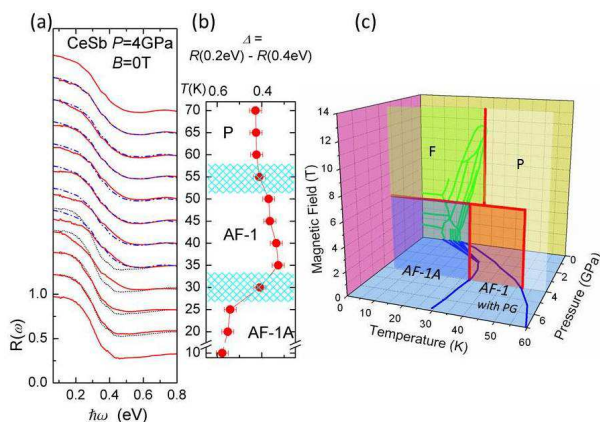 (a)
CeSb P=4GPa
B=0T
1.0
R(ω)
0.0
0.2 0.4 0.6 0.8
ħω (eV)
(b)
Δ =
R(0.2eV) - R(0.4eV)
T(K) 0.6 0.4
70
65
60
55
50
45
40
35
30
25
20
10
P
AF-1
AF-1A
(c)
14
12
10
8
6
4
2
0
Magnetic Field (T)
F
P
AF-1A
AF-1
with PG
0 10 20 30 40 50 60
Temperature (K)
0
2
4
6
Pressure (GPa)